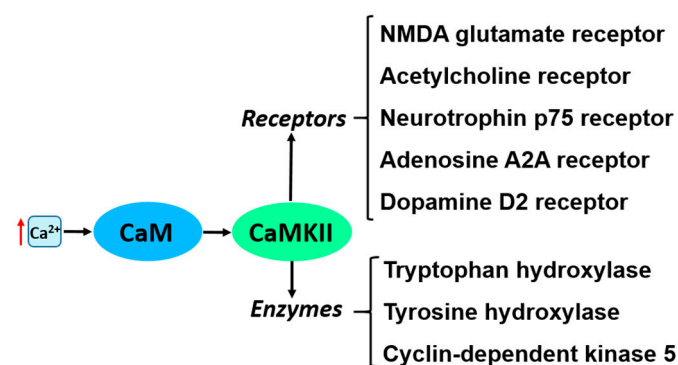 NMDA glutamate receptor
Acetylcholine receptor
Receptors
Neurotrophin p75 receptor
Adenosine A2A receptor
Dopamine D2 receptor
Ca2+
CaM
CaMKII
Tryptophan hydroxylase
Enzymes
Tyrosine hydroxylase
Cyclin-dependent kinase 5